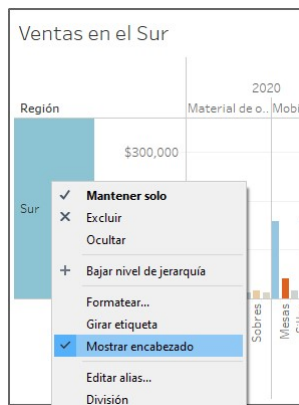 Ventas en el Sur
2020
Región
Material de o.. Mobi
$300,000
Sur
Mantener solo
Excluir
Ocultar
Bajar nivel de jerarquía
Formatear...
Girar etiqueta
Mostrar encabezado
Editar alias...
División
Sobres
Mesas